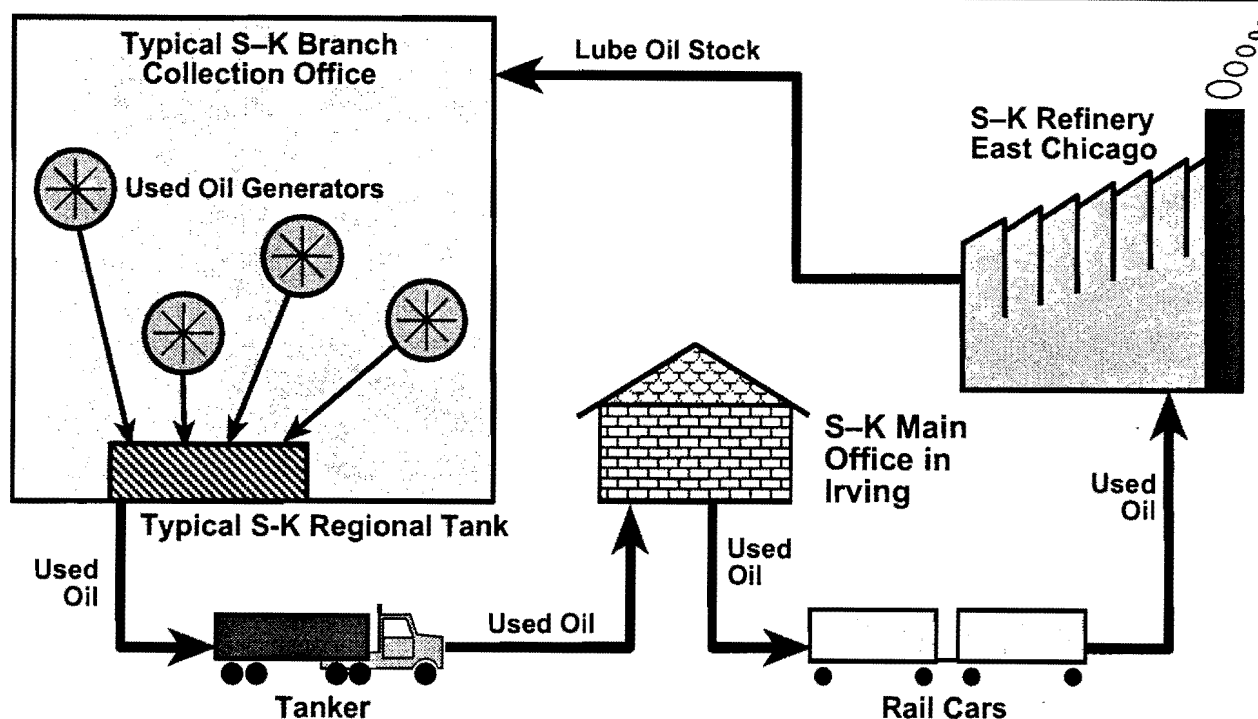 Typical S–K Branch
Collection Office
Used Oil Generators
Lube Oil Stock
S–K Refinery
East Chicago
S–K Main
Office in
Irving
Typical S-K Regional Tank
Used
Oil
Used Oil
Used
Oil
Used
Oil
Tanker
Rail Cars